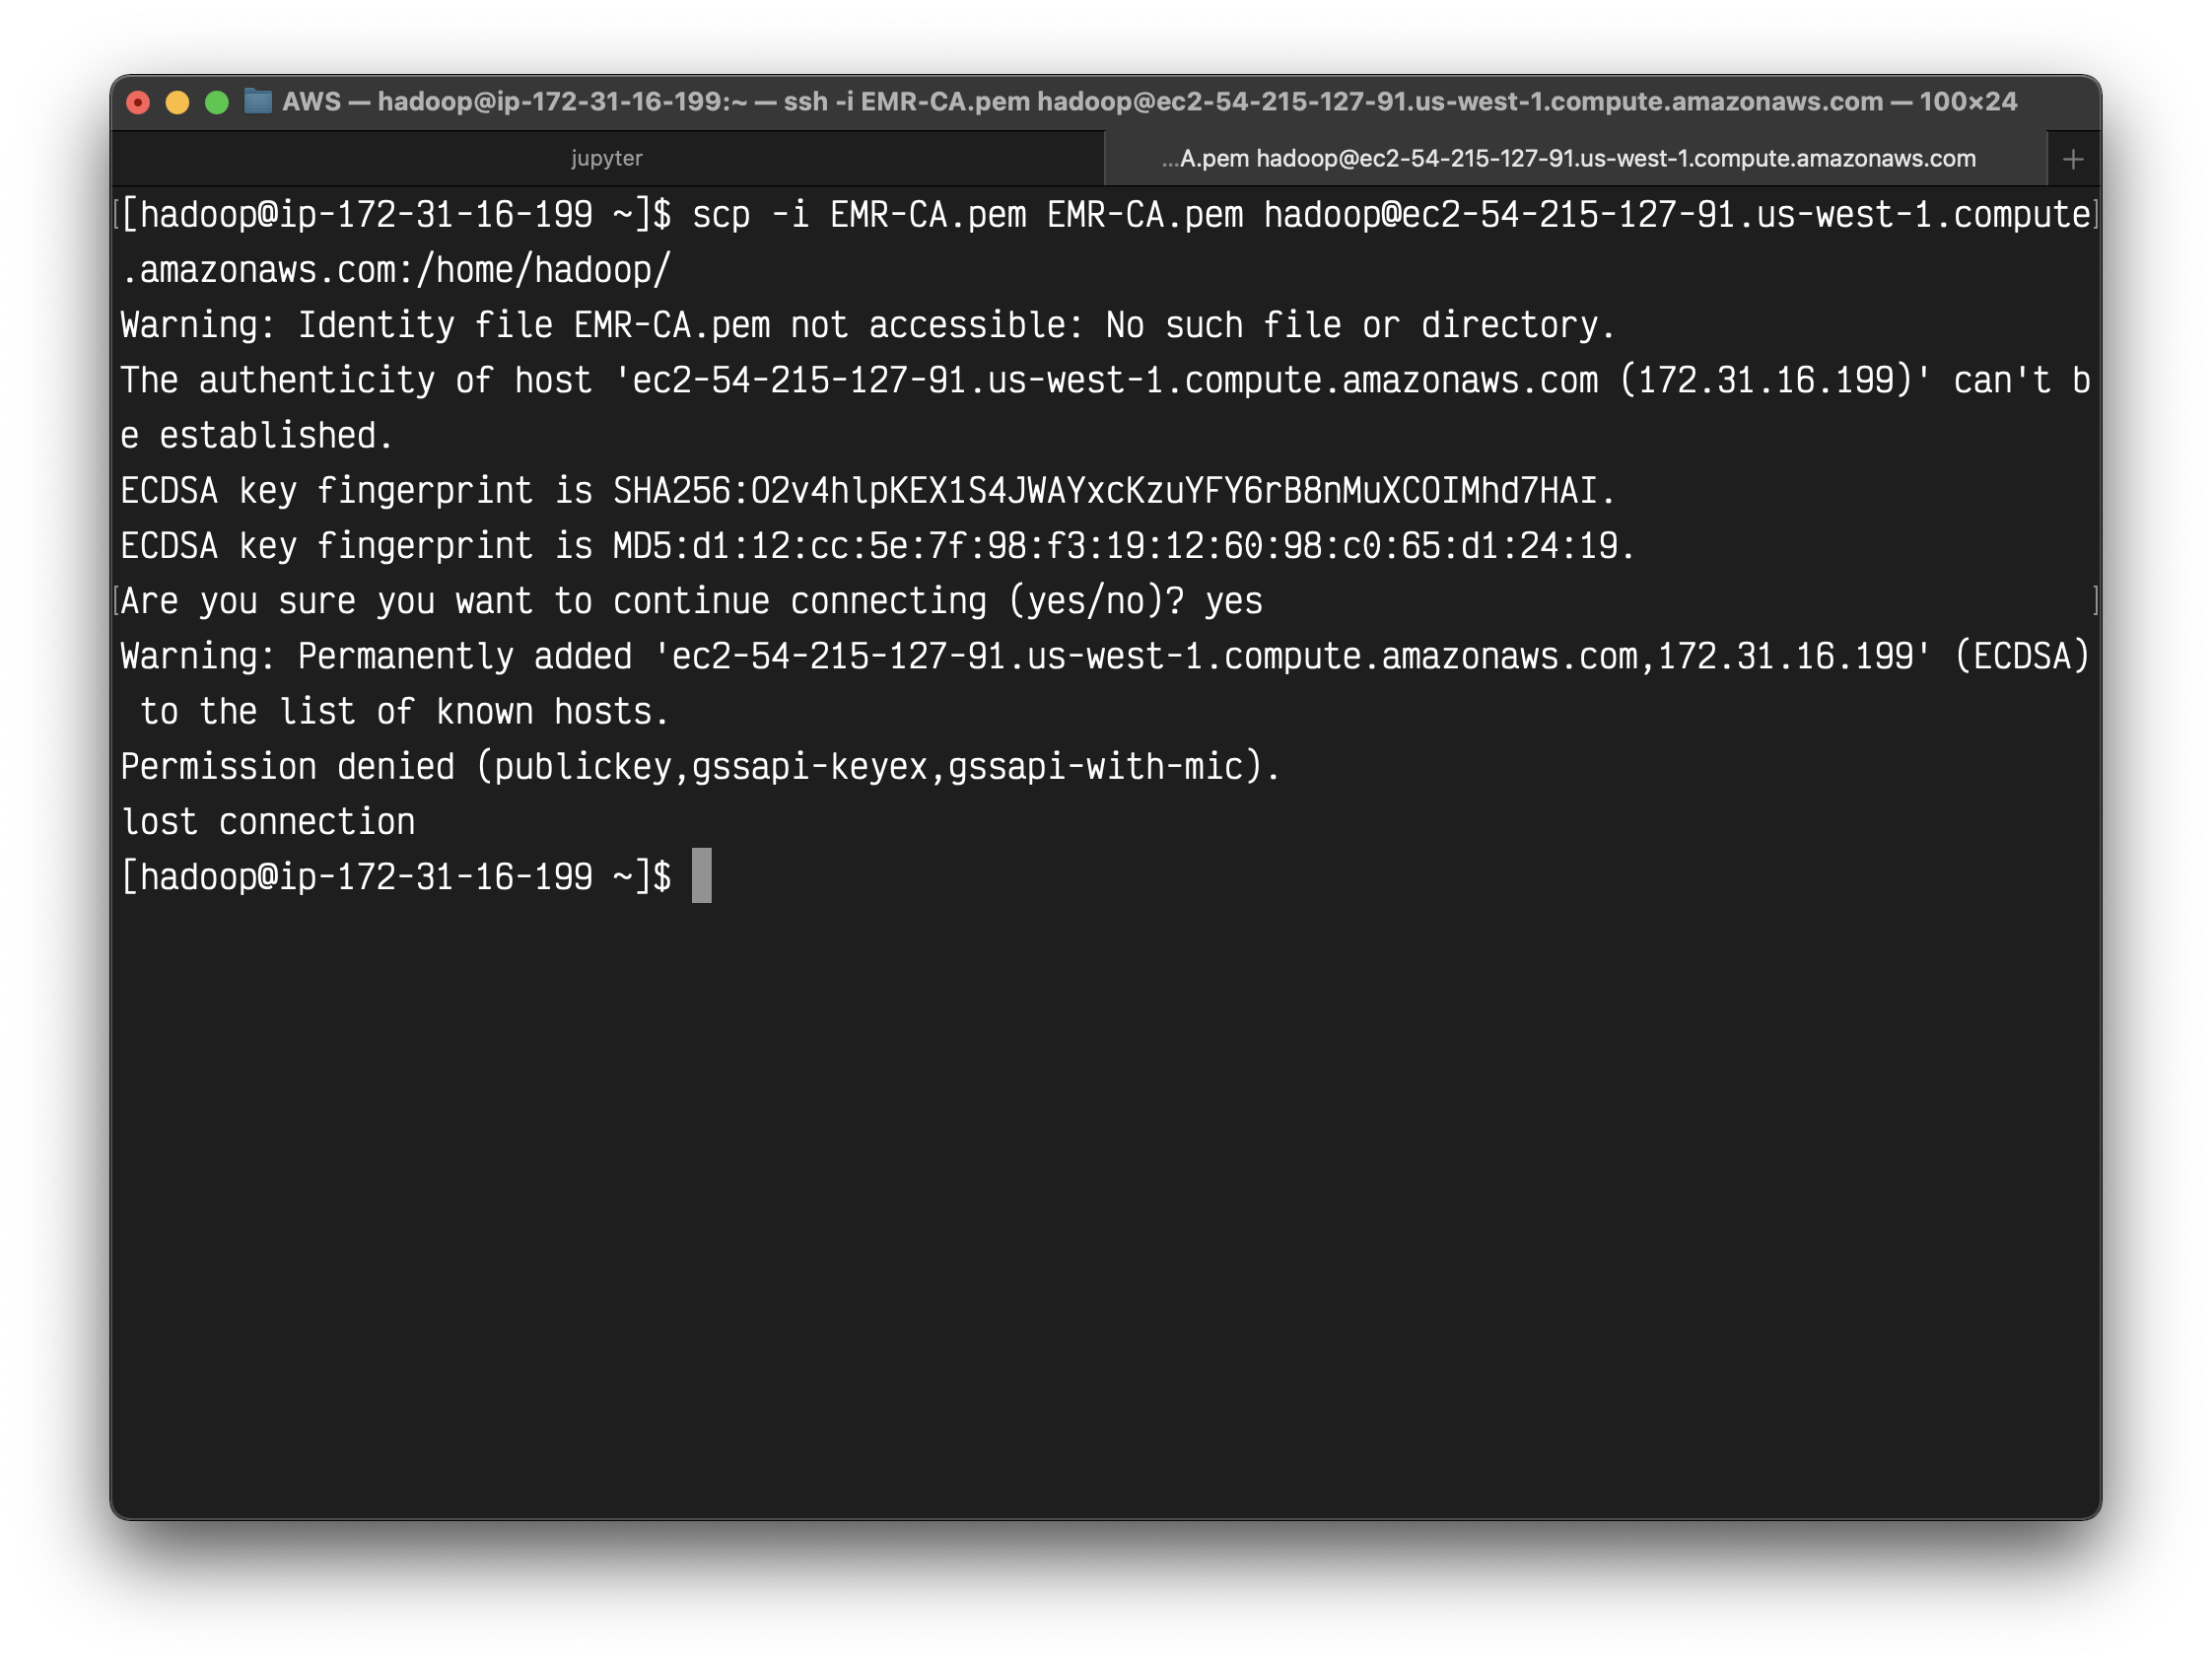 AWS — hadoop@ip-172-31-16-199:~ — ssh -i EMR-CA.pem hadoop@ec2-54-215-127-91.us-west-1.compute.amazonaws.com — 100×24
jupyter
...A.pem hadoop@ec2-54-215-127-91.us-west-1.compute.amazonaws.com
[hadoop@ip-172-31-16-199 ~]$ scp -i EMR-CA.pem EMR-CA.pem hadoop@ec2-54-215-127-91.us-west-1.compute
.amazonaws.com:/home/hadoop/
Warning: Identity file EMR-CA.pem not accessible: No such file or directory.
The authenticity of host 'ec2-54-215-127-91.us-west-1.compute.amazonaws.com (172.31.16.199)' can't b
e established.
ECDSA key fingerprint is SHA256:O2v4hlpKEX1S4JWAYxcKzuYFY6rB8nMuXCOIMhd7HAI.
ECDSA key fingerprint is MD5:d1:12:cc:5e:7f:98:f3:19:12:60:98:c0:65:d1:24:19.
Are you sure you want to continue connecting (yes/no)? yes
Warning: Permanently added 'ec2-54-215-127-91.us-west-1.compute.amazonaws.com,172.31.16.199' (ECDSA)
 to the list of known hosts.
Permission denied (publickey,gssapi-keyex,gssapi-with-mic).
lost connection
[hadoop@ip-172-31-16-199 ~]$